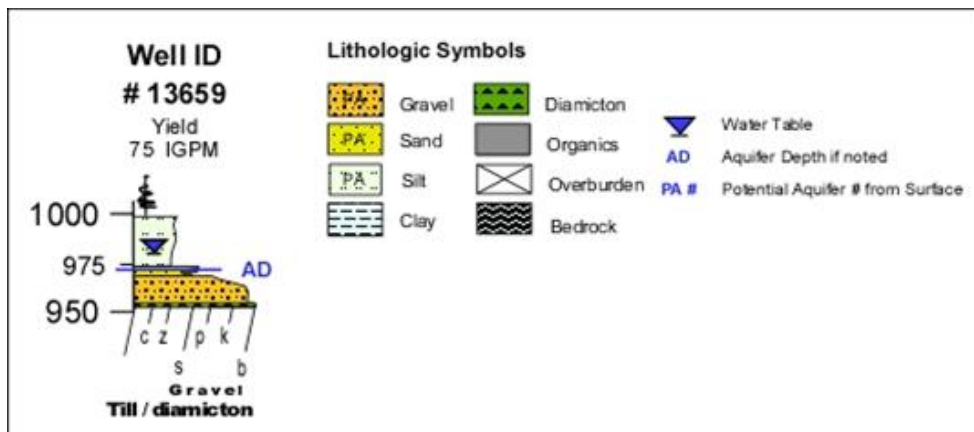 Well ID
# 13659
Yield
75 IGPM
1000
975
AD
950
c z p k
s b
Gravel
Till / diamicton
Lithologic Symbols
PA Gravel
PA Sand
PA Silt
Clay
Diamicton
Organics
Overburden
Bedrock
Water Table
AD Aquifer Depth if noted
PA # Potential Aquifer # from Surface